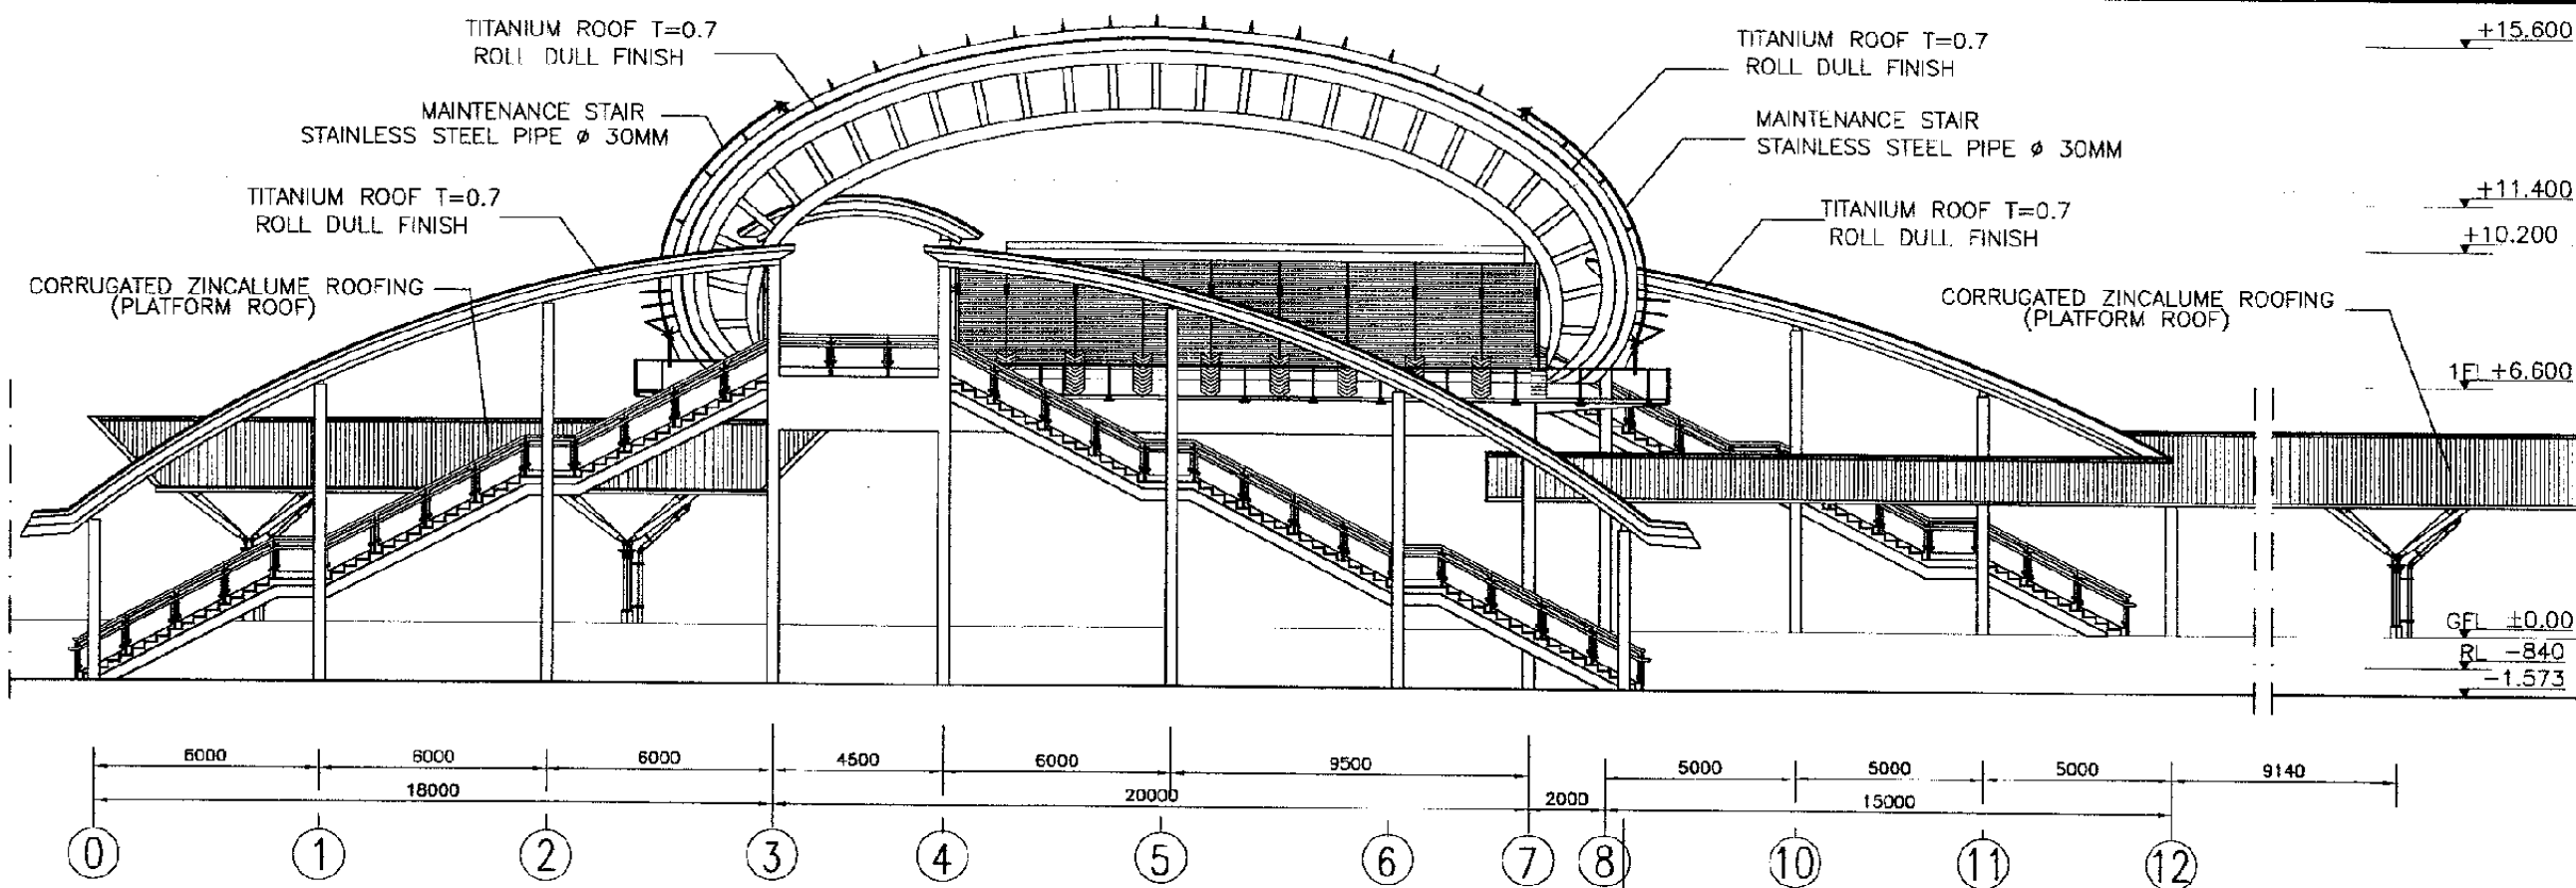 TITANIUM ROOF T=0.7
ROLL DULL FINISH
MAINTENANCE STAIR
STAINLESS STEEL PIPE ø 30MM
TITANIUM ROOF T=0.7
ROLL DULL FINISH
CORRUGATED ZINCALUME ROOFING
(PLATFORM ROOF)
TITANIUM ROOF T=0.7
ROLL DULL FINISH
MAINTENANCE STAIR
STAINLESS STEEL PIPE ø 30MM
TITANIUM ROOF T=0.7
ROLL DULL FINISH
CORRUGATED ZINCALUME ROOFING
(PLATFORM ROOF)
+15.600
+11.400
+10.200
1FL +6.600
GFL ±0.00
RL -840
-1.573
6000 6000 6000 4500 6000 9500 5000 5000 5000 9140
18000 20000 2000 15000
0 1 2 3 4 5 6 7 8 10 11 12